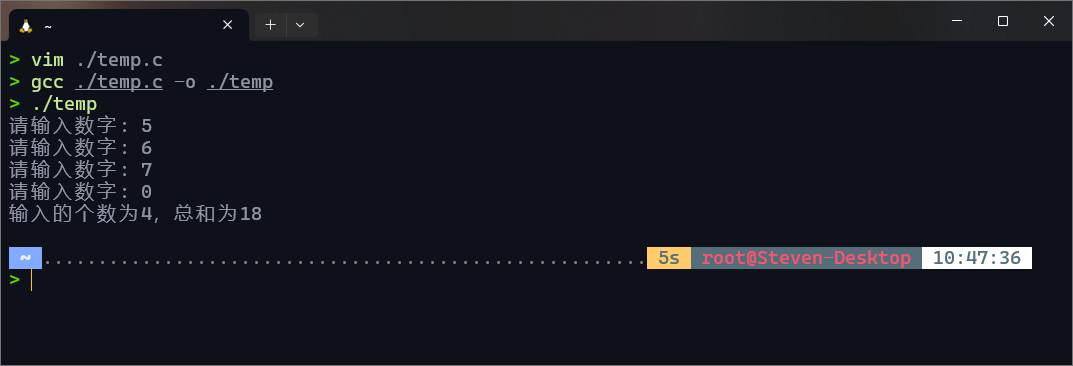 ~
> vim ./temp.c
> gcc ./temp.c -o ./temp
> ./temp
请输入数字: 5
请输入数字: 6
请输入数字: 7
请输入数字: 0
输入的个数为4, 总和为18
~ ....................................................... 5s root@Steven-Desktop 10:47:36
>